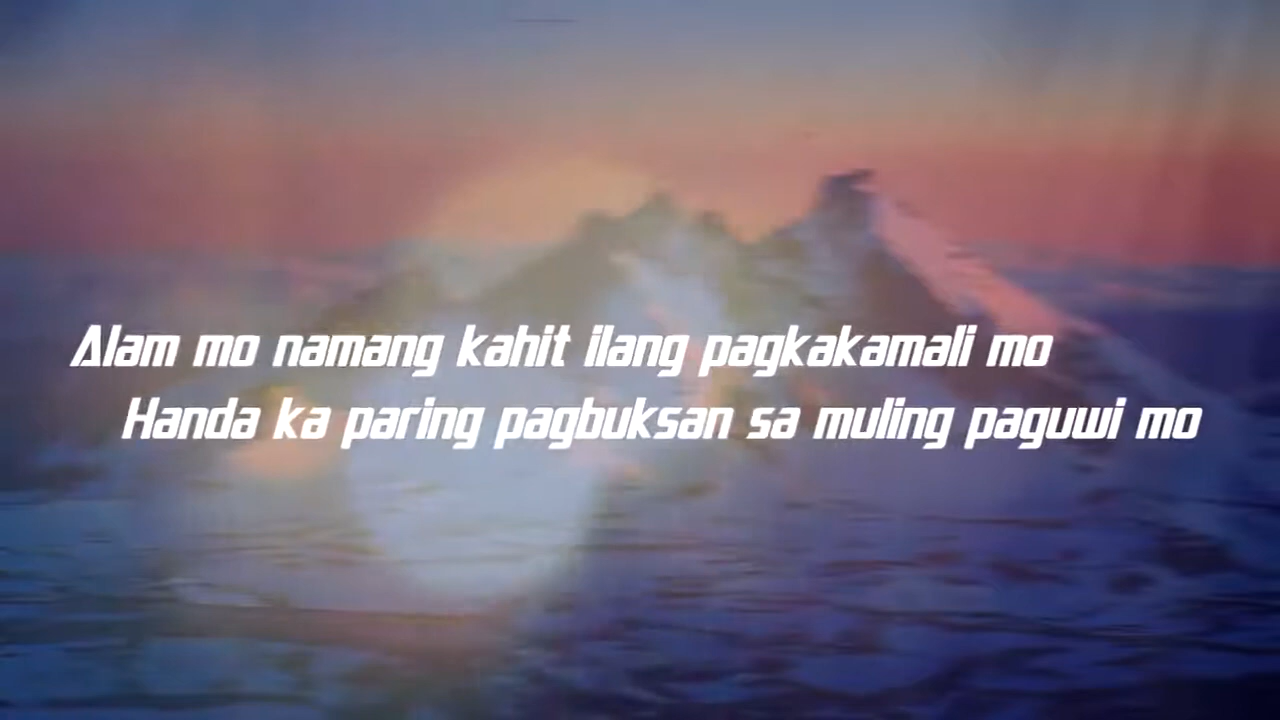 Alam mo namang kahit ilang pagkakamali mo
Handa ka paring pagbuksan sa muling paguwi mo